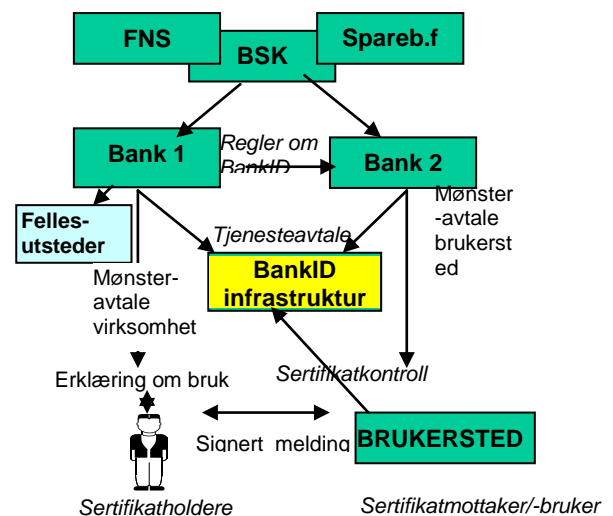 FNS
Spareb.f
BSK
Bank 1
Regler om
BankID
Bank 2
Mønster
-avtale
brukerst
ed
Felles-
utsteder
Tjenesteavtale
BankID
infrastruktur
Mønster-
avtale
virksomhet
Erklæring om bruk
Sertifikatkontroll
Signert melding
BRUKERSTED
Sertifikatholdere
Sertifikatmottaker/-bruker